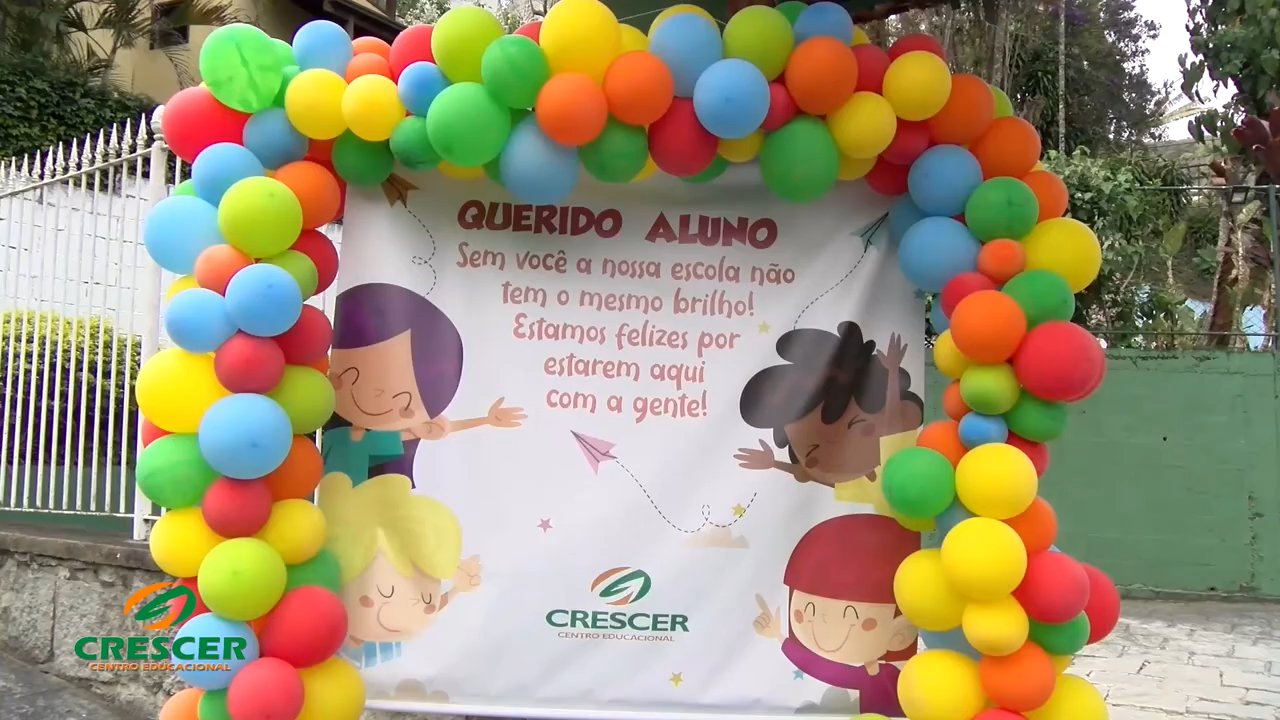 QUERIDO ALUNO
Sem você a nossa escola não
tem o mesmo brilho!
Estamos felizes por
estarem aqui
com a gente!
CRESCER
CENTRO EDUCACIONAL
CRESCER
CENTRO EDUCACIONAL